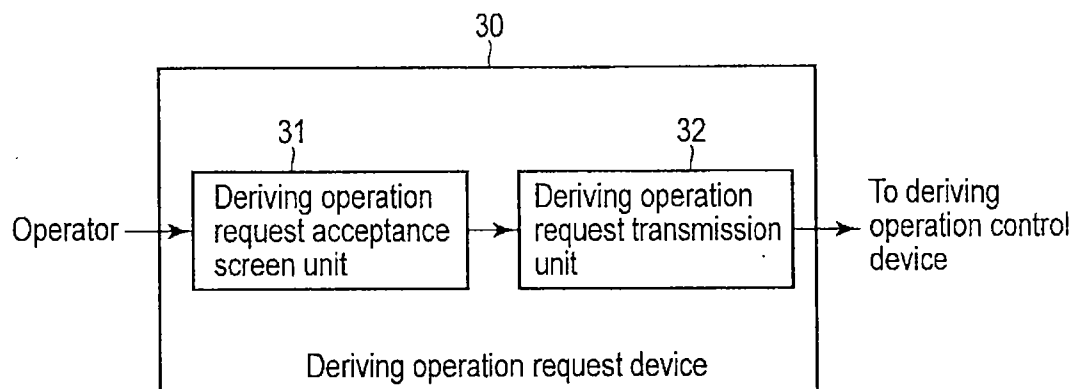 30
31
32
Operator
Deriving operation
request acceptance
screen unit
Deriving operation
request transmission
unit
To deriving
operation control
device
Deriving operation request device